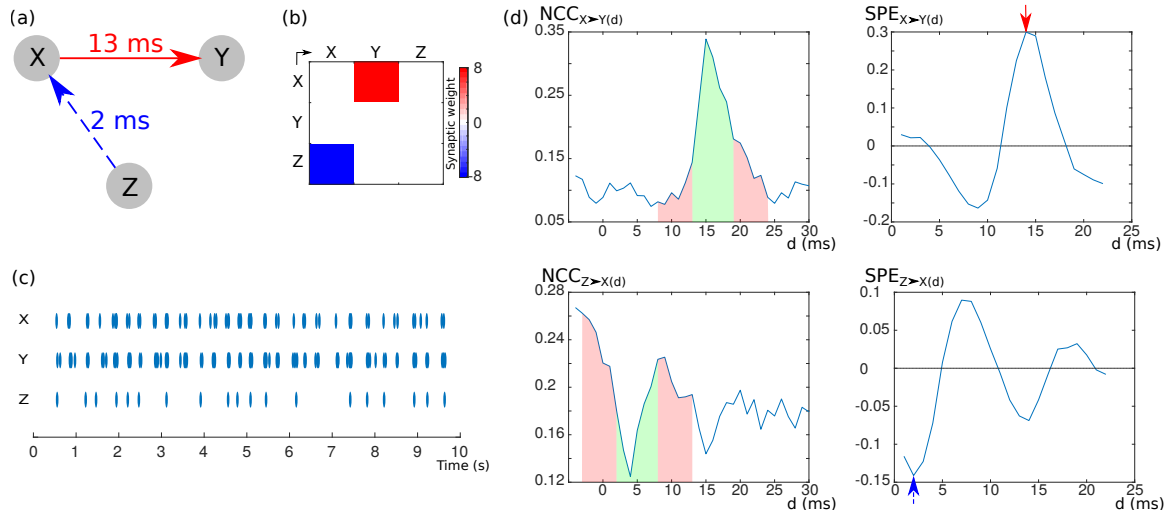 (a)
X
13 ms
Y
2 ms
Z
(b)
X Y Z
X
Y
Z
Synaptic weight
8
4
0
-4
-8
(c)
X
Y
Z
0 1 2 3 4 5 6 7 8 9 10
Time (s)
(d)
NCC X➤Y(d)
0.35
0.25
0.15
0.05
0 5 10 15 20 25 30
d (ms)
SPE X➤Y(d)
0.3
0.2
0.1
0
-0.1
-0.2
0 5 10 15 20 25
d (ms)
NCC Z➤X(d)
0.28
0.24
0.20
0.16
0.12
0 5 10 15 20 25 30
d (ms)
SPE Z➤X(d)
0.1
0.05
0
-0.05
-0.1
-0.15
0 5 10 15 20 25
d (ms)